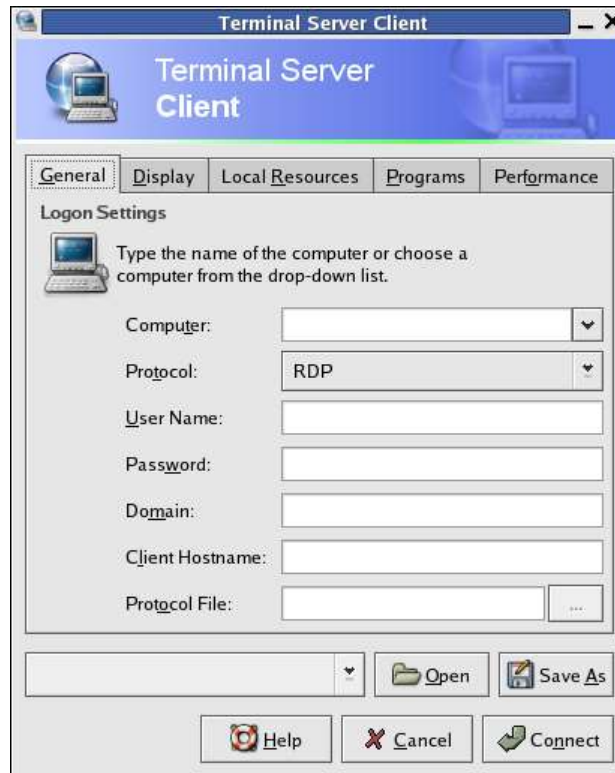 Terminal Server Client
Terminal Server
Client
General Display Local Resources Programs Performance
Logon Settings
Type the name of the computer or choose a
computer from the drop-down list.
Computer:
Protocol: RDP
User Name:
Password:
Domain:
Client Hostname:
Protocol File: ...
Open Save As
Help Cancel Connect